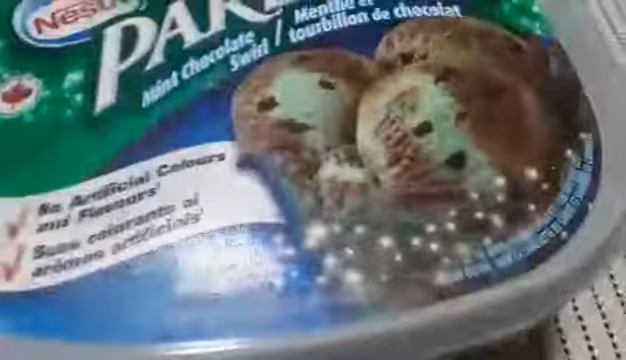 Nestlé
PAR
Mint Chocolate
Swirl /
Menthe et
tourbillon de chocolat
No Artificial Colours
and Flavours
Sans colorants ni
arômes artificiels